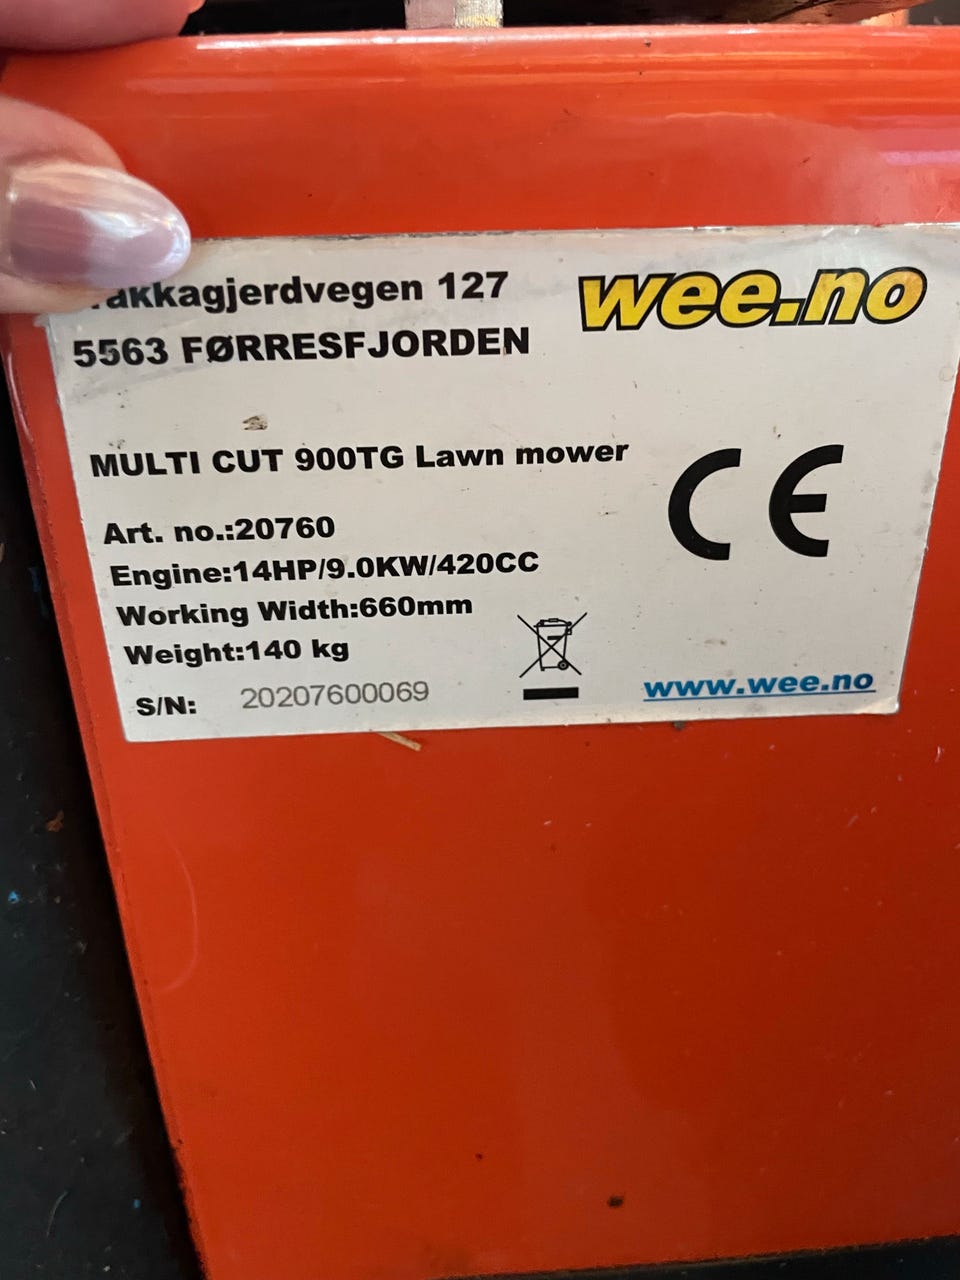 akkagjerdvegen 127
wee.no
5563 FØRRESFJORDEN
MULTI CUT 900TG Lawn mower
CE
Art. no.:20760
Engine:14HP/9.0KW/420CC
Working Width:660mm
Weight:140 kg
S/N: 20207600069
www.wee.no